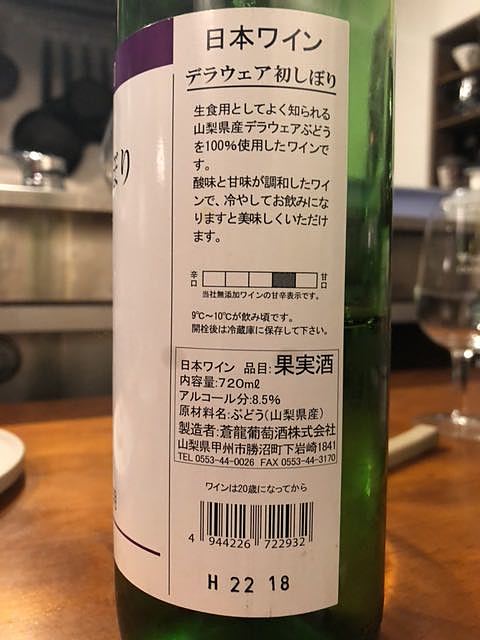 日本ワイン
デラウェア初しぼり
生食用としてよく知られる
山梨県産デラウェアぶどう
を100%使用したワインで
す。
酸味と甘味が調和したワイ
ンで、冷やしてお飲みにな
りますと美味しくいただけ
ます。
辛口 甘口
当社無添加ワインの甘辛表示です。
9℃〜10℃が飲み頃です。
開栓後は冷蔵庫に保存して下さい。
日本ワイン 品目:果実酒
内容量:720mℓ
アルコール分:8.5%
原材料名:ぶどう(山梨県産)
製造者:蒼龍葡萄酒株式会社
山梨県甲州市勝沼町下岩崎1841
TEL 0553-44-0026 FAX 0553-44-3170
ワインは20歳になってから
4 944226 722932
H 22 18
ぼり